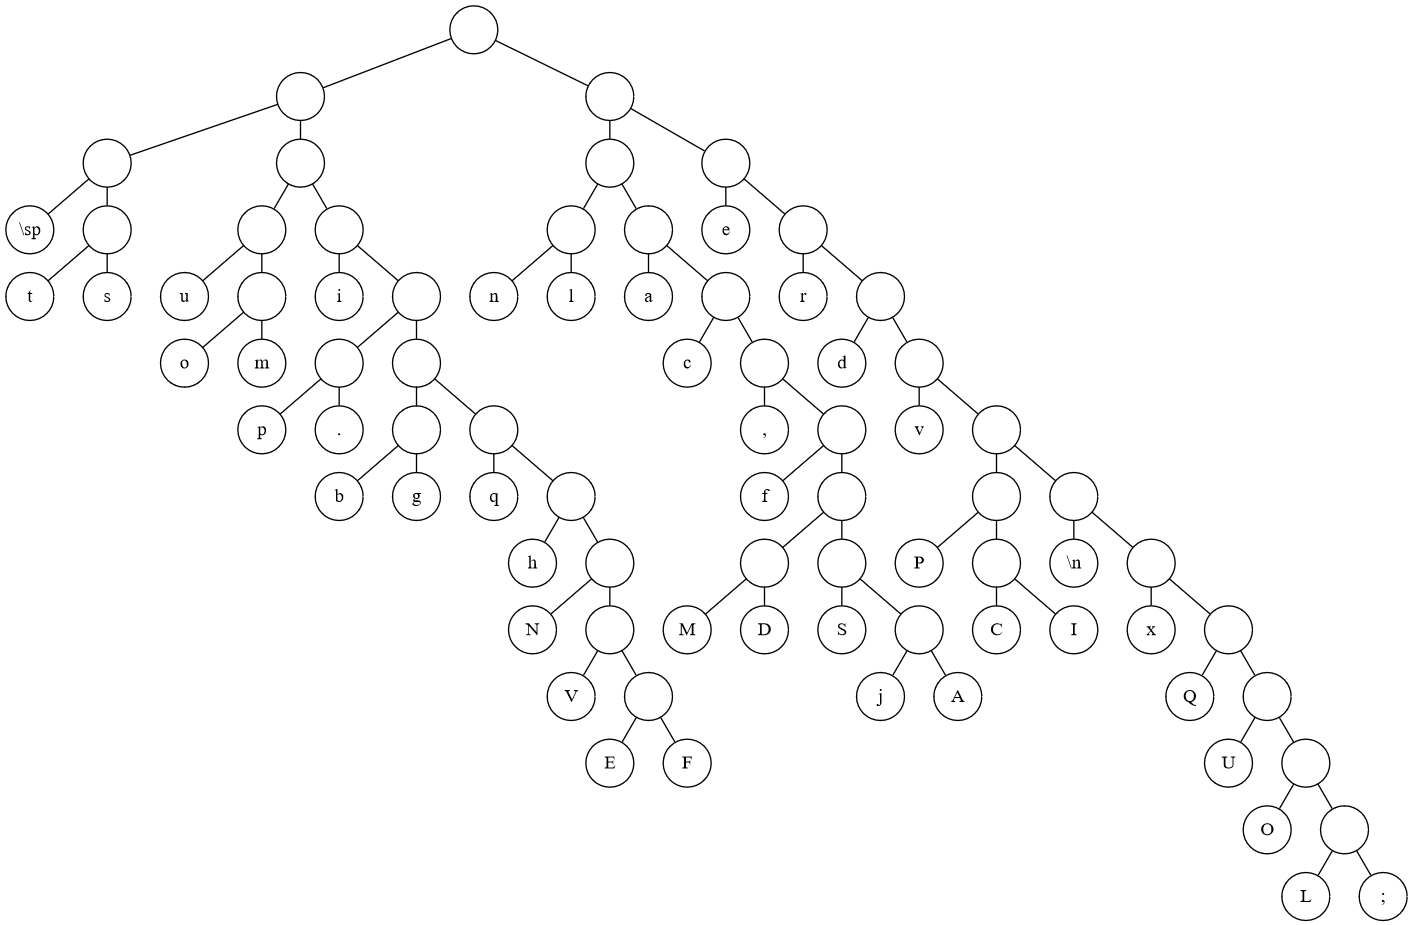 \sp e
t s u i n l a r
o m c d
p . , v
b g q f
h P \n
N M D S C I x
V j A Q
E F U
O
L ;